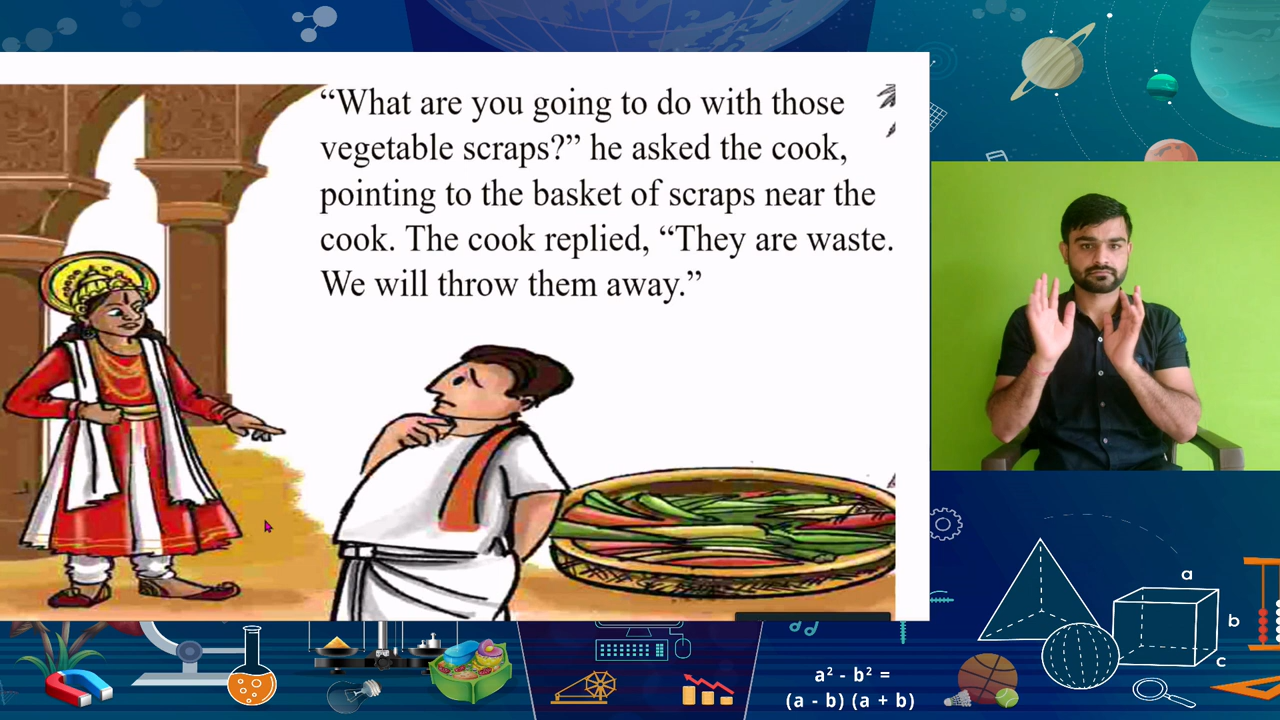 “What are you going to do with those
vegetable scraps?” he asked the cook,
pointing to the basket of scraps near the
cook. The cook replied, “They are waste.
We will throw them away.”
a
b
c
a² - b² =
(a - b) (a + b)